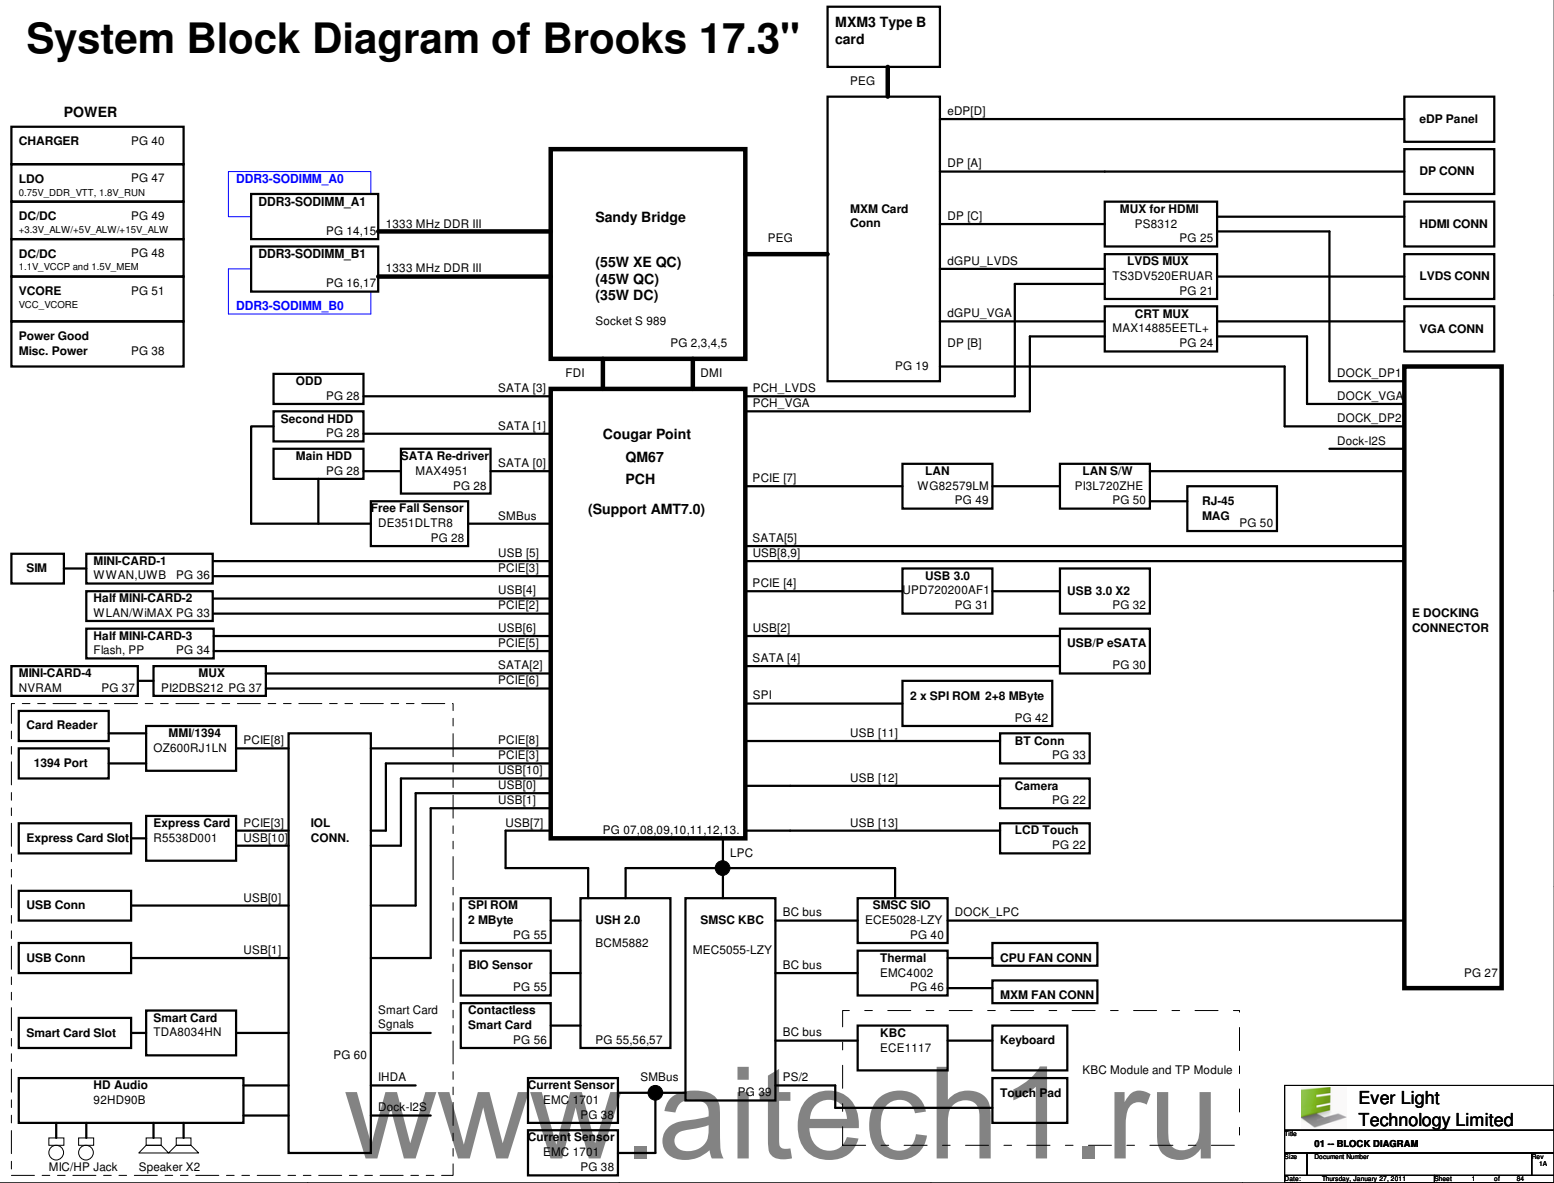 System Block Diagram of Brooks 17.3"
MXM3 Type B
card
PEG
POWER
CHARGER PG 40
LDO PG 47
0.75V_DDR_VTT, 1.8V_RUN
DC/DC PG 49
+3.3V_ALW/+5V_ALW/+15V_ALW
DC/DC PG 48
1.1V_VCCP and 1.5V_MEM
VCORE PG 51
VCC_VCORE
Power Good
Misc. Power PG 38
DDR3-SODIMM_A0
DDR3-SODIMM_A1
PG 14,15
1333 MHz DDR III
DDR3-SODIMM_B1
PG 16,17
1333 MHz DDR III
DDR3-SODIMM_B0
Sandy Bridge
(55W XE QC)
(45W QC)
(35W DC)
Socket S 989
PG 2,3,4,5
PEG
MXM Card
Conn
PG 19
eDP[D]
DP [A]
DP [C]
dGPU_LVDS
dGPU_VGA
DP [B]
MUX for HDMI
PS8312
PG 25
LVDS MUX
TS3DV520ERUAR
PG 21
CRT MUX
MAX14885EETL+
PG 24
eDP Panel
DP CONN
HDMI CONN
LVDS CONN
VGA CONN
FDI
DMI
ODD
PG 28
SATA [3]
Second HDD
PG 28
SATA [1]
Main HDD
PG 28
SATA Re-driver
MAX4951
PG 28
SATA [0]
Free Fall Sensor
DE351DLTR8
PG 28
SMBus
Cougar Point
QM67
PCH
(Support AMT7.0)
PG 07,08,09,10,11,12,13.
PCH_LVDS
PCH_VGA
DOCK_DP1
DOCK_VGA
DOCK_DP2
Dock-I2S
PCIE [7]
LAN
WG82579LM
PG 49
LAN S/W
PI3L720ZHE
PG 50
RJ-45
MAG PG 50
SATA[5]
USB[8,9]
PCIE [4]
USB 3.0
UPD720200AF1
PG 31
USB 3.0 X2
PG 32
USB[2]
SATA [4]
USB/P eSATA
PG 30
SPI
2 x SPI ROM 2+8 MByte
PG 42
USB [11]
BT Conn
PG 33
USB [12]
Camera
PG 22
USB [13]
LCD Touch
PG 22
E DOCKING
CONNECTOR
PG 27
SIM
MINI-CARD-1
WWAN,UWB PG 36
USB [5]
PCIE[3]
Half MINI-CARD-2
WLAN/WiMAX PG 33
USB[4]
PCIE[2]
Half MINI-CARD-3
Flash, PP PG 34
USB[6]
PCIE[5]
MINI-CARD-4
NVRAM PG 37
MUX
PI2DBS212 PG 37
SATA[2]
PCIE[6]
Card Reader
1394 Port
MMI/1394
OZ600RJ1LN
PCIE[8]
PCIE[8]
PCIE[3]
USB[10]
USB[0]
USB[1]
USB[7]
IOL
CONN.
PG 60
Express Card Slot
Express Card
R5538D001
PCIE[3]
USB[10]
USB Conn
USB[0]
USB Conn
USB[1]
Smart Card Slot
Smart Card
TDA8034HN
Smart Card
Sgnals
HD Audio
92HD90B
IHDA
Dock-I2S
MIC/HP Jack
Speaker X2
LPC
SPI ROM
2 MByte
PG 55
BIO Sensor
PG 55
Contactless
Smart Card
PG 56
USH 2.0
BCM5882
PG 55,56,57
SMSC KBC
MEC5055-LZY
PG 39
BC bus
SMSC SIO
ECE5028-LZY
PG 40
DOCK_LPC
BC bus
Thermal
EMC4002
PG 46
CPU FAN CONN
MXM FAN CONN
BC bus
KBC
ECE1117
Keyboard
KBC Module and TP Module
PS/2
Touch Pad
SMBus
Current Sensor
EMC 1701
PG 38
Current Sensor
EMC 1701
PG 38
www.aitech1.ru
Ever Light
Technology Limited
Title
01 -- BLOCK DIAGRAM
Size Document Number Rev
1A
Date: Thursday, January 27, 2011 Sheet 1 of 84